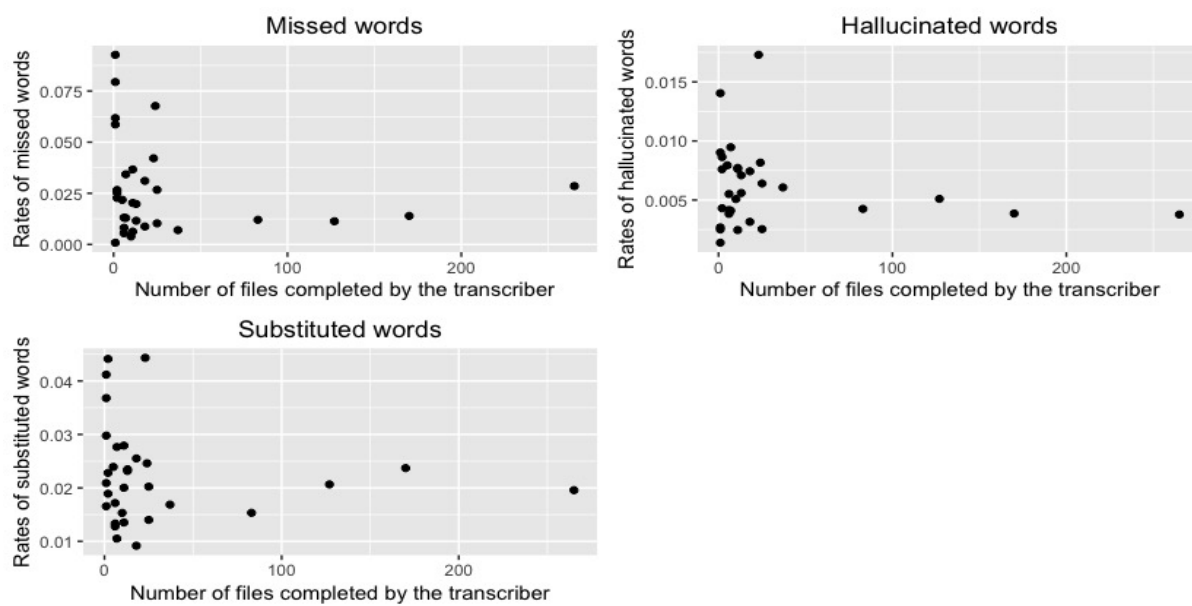 Missed words
Rates of missed words
0.075
0.050
0.025
0.000
0
100
200
Number of files completed by the transcriber
Hallucinated words
Rates of hallucinated words
0.015
0.010
0.005
0
100
200
Number of files completed by the transcriber
Substituted words
Rates of substituted words
0.04
0.03
0.02
0.01
0
100
200
Number of files completed by the transcriber